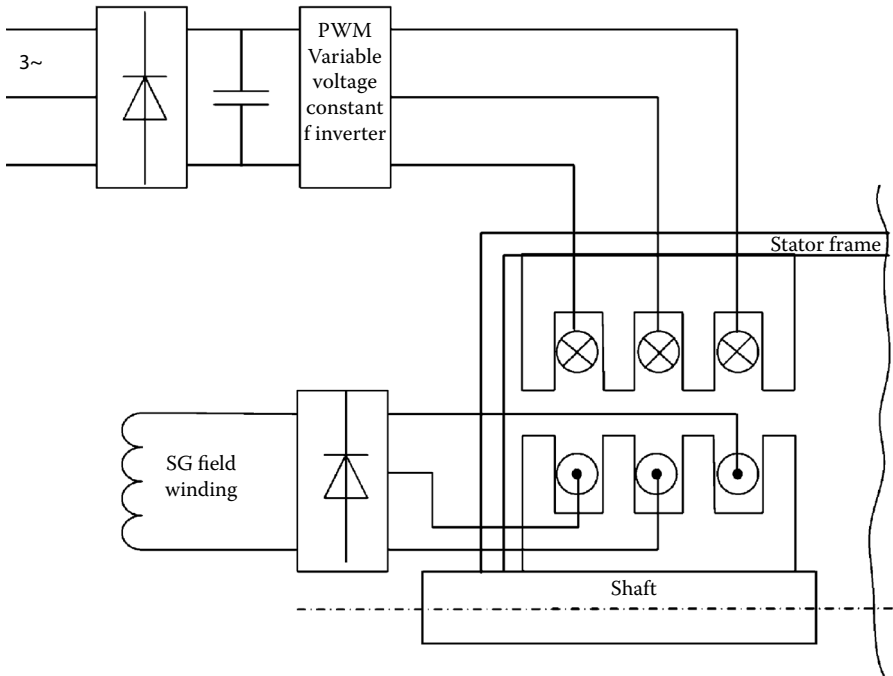 3~
PWM
Variable
voltage
constant
f inverter
Stator frame
SG field
winding
Shaft